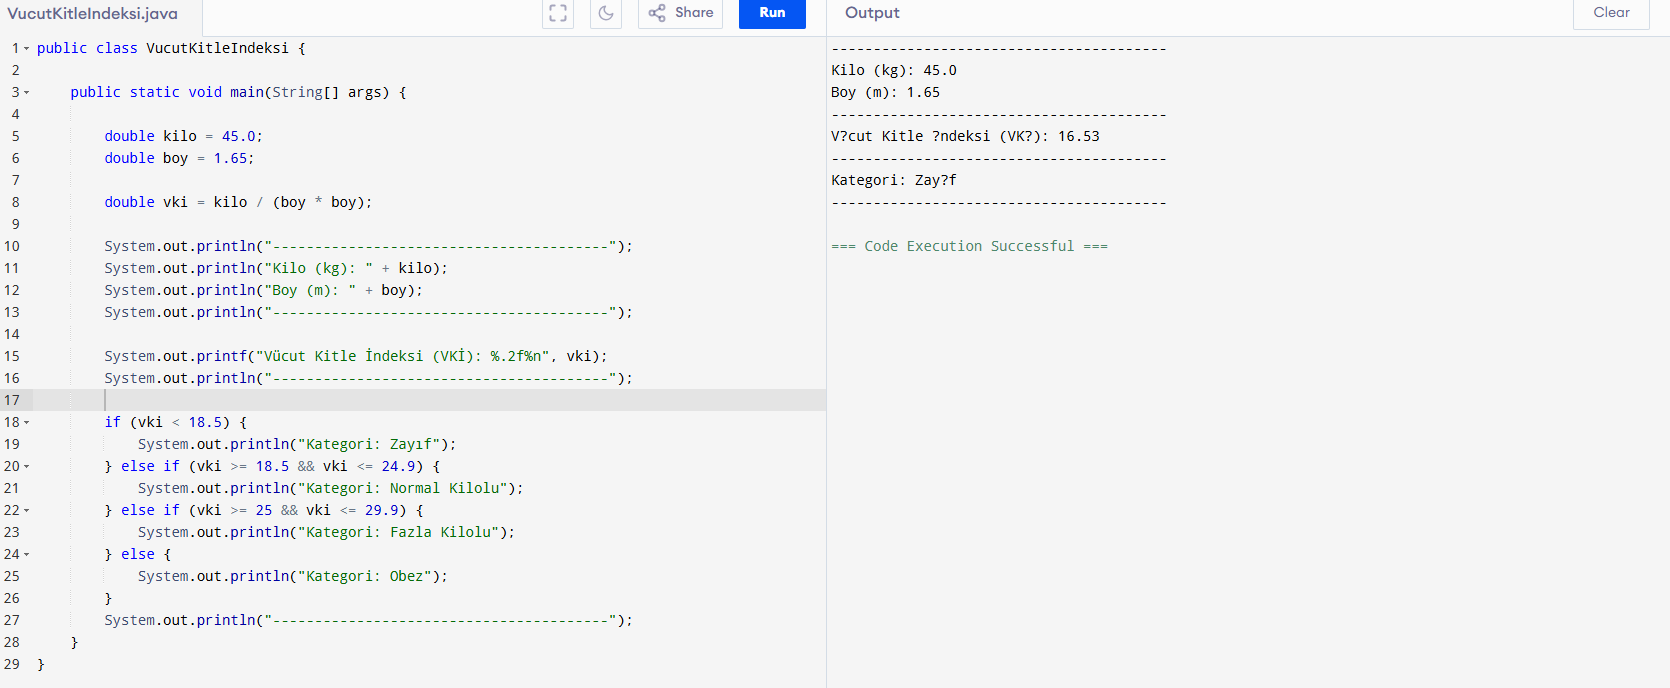 VucutKitleIndeksi.java
Share
Run
Output
Clear
1 public class VucutKitleIndeksi {
2
3     public static void main(String[] args) {
4
5         double kilo = 45.0;
6         double boy = 1.65;
7
8         double vki = kilo / (boy * boy);
9
10         System.out.println("----------------------------------------");
11         System.out.println("Kilo (kg): " + kilo);
12         System.out.println("Boy (m): " + boy);
13         System.out.println("----------------------------------------");
14
15         System.out.printf("Vücut Kitle İndeksi (VKİ): %.2f%n", vki);
16         System.out.println("----------------------------------------");
17
18         if (vki < 18.5) {
19             System.out.println("Kategori: Zayıf");
20         } else if (vki >= 18.5 && vki <= 24.9) {
21             System.out.println("Kategori: Normal Kilolu");
22         } else if (vki >= 25 && vki <= 29.9) {
23             System.out.println("Kategori: Fazla Kilolu");
24         } else {
25             System.out.println("Kategori: Obez");
26         }
27         System.out.println("----------------------------------------");
28     }
29 }
----------------------------------------
Kilo (kg): 45.0
Boy (m): 1.65
----------------------------------------
V?cut Kitle ?ndeksi (VK?): 16.53
----------------------------------------
Kategori: Zay?f
----------------------------------------
=== Code Execution Successful ===